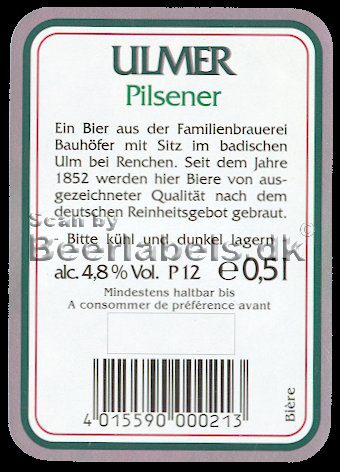 ULMER
Pilsener
Ein Bier aus der Familienbrauerei
Bauhöfer mit Sitz im badischen
Ulm bei Renchen. Seit dem Jahre
1852 werden hier Biere von aus-
gezeichneter Qualität nach dem
deutschen Reinheitsgebot gebraut.
Scan by
Beerlabels.dk ©
- Bitte kühl und dunkel lagern
alc. 4,8 % Vol. P 12 e 0,5 l
Mindestens haltbar bis
A consommer de préférence avant
4 015590 000213
Bière